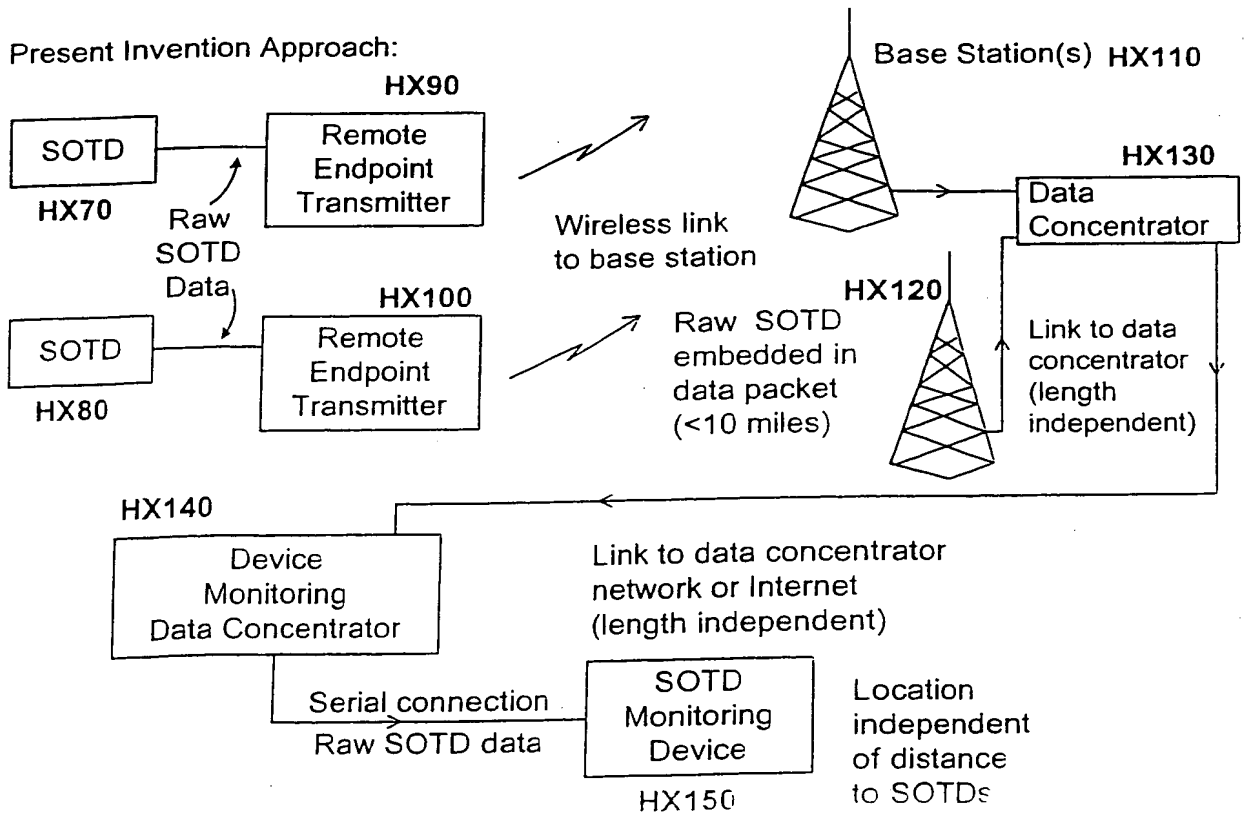 Present Invention Approach:
HX90
Base Station(s) HX110
SOTD
Remote
Endpoint
Transmitter
HX130
HX70
Raw
SOTD
Data
Wireless link
to base station
Data
Concentrator
HX100
HX120
SOTD
Remote
Endpoint
Transmitter
Raw SOTD
embedded in
data packet
(<10 miles)
Link to data
concentrator
(length
independent)
HX80
HX140
Device
Monitoring
Data Concentrator
Link to data concentrator
network or Internet
(length independent)
Serial connection
Raw SOTD data
SOTD
Monitoring
Device
Location
independent
of distance
to SOTDs
HX150